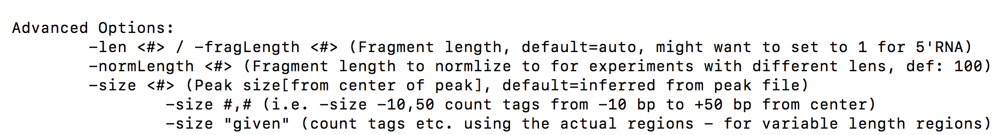 Advanced Options:
-len <#> / -fragLength <#> (Fragment length, default=auto, might want to set to 1 for 5'RNA)
-normLength <#> (Fragment length to normlize to for experiments with different lens, def: 100)
-size <#> (Peak size[from center of peak], default=inferred from peak file)
-size #,# (i.e. -size -10,50 count tags from -10 bp to +50 bp from center)
-size "given" (count tags etc. using the actual regions - for variable length regions)